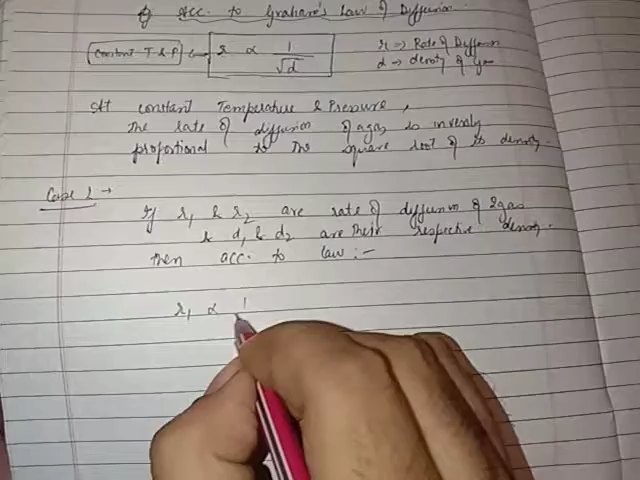 acc. to Graham's Law of Diffusion
Constant T & P r ∝ 1/√d r => Rate of Diffusion
d → density of Gas
At constant Temperature & Pressure,
The rate of diffusion of a gas is inversely
proportional to the square root of its density.
Case 1 →
If r1 & r2 are rate of diffusion of 2 gas
& d1 & d2 are their respective density.
then acc. to law :-
r1 ∝ 1